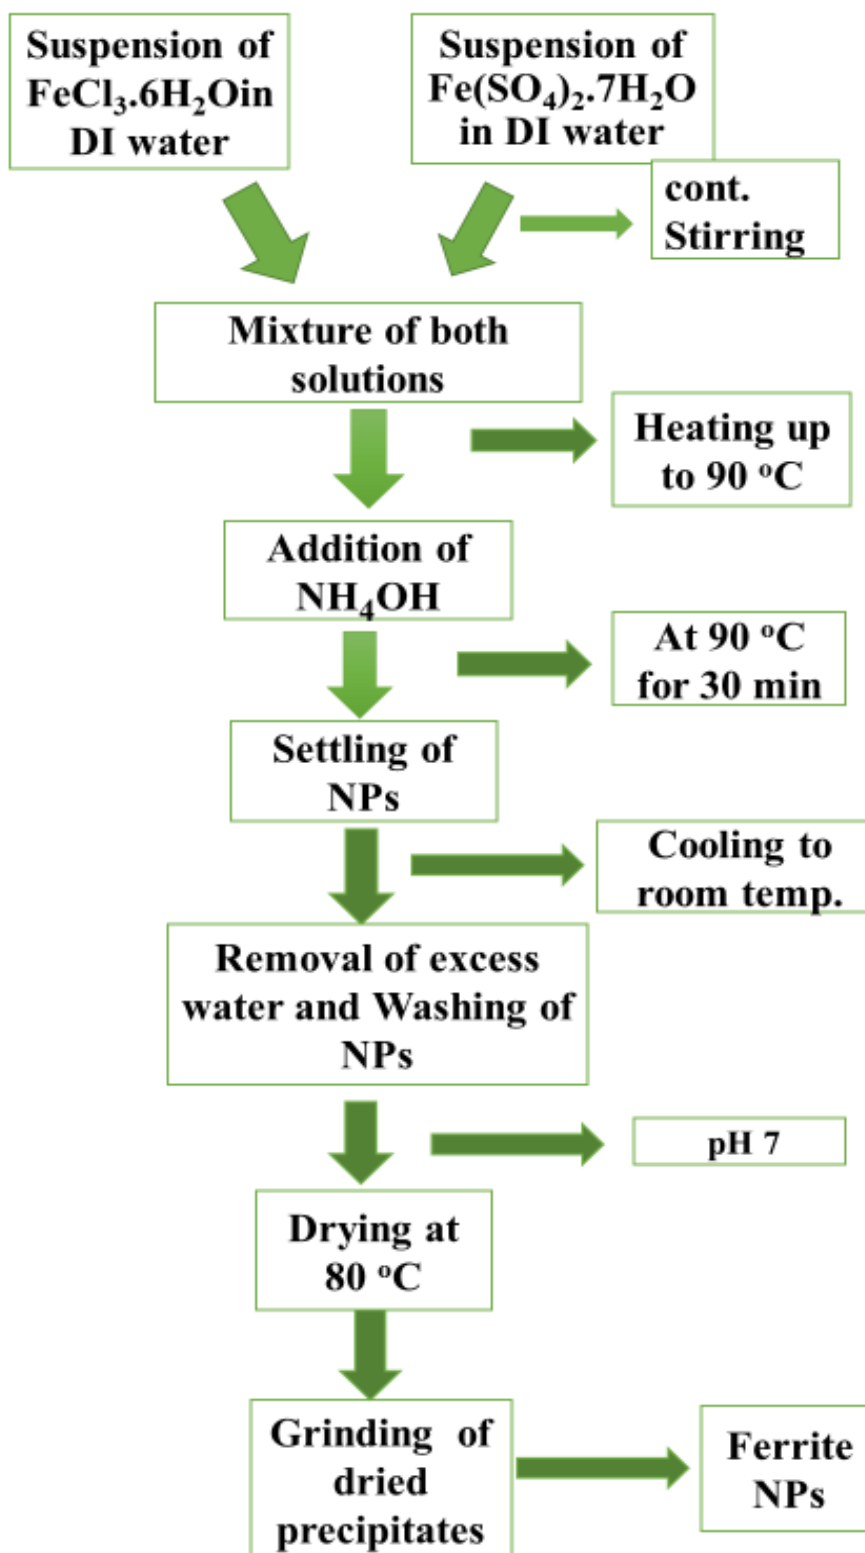 Suspension of
FeCl₃.6H₂Oin
DI water
Suspension of
Fe(SO₄)₂.7H₂O
in DI water
cont.
Stirring
Mixture of both
solutions
Heating up
to 90 °C
Addition of
NH₄OH
At 90 °C
for 30 min
Settling of
NPs
Cooling to
room temp.
Removal of excess
water and Washing of
NPs
pH 7
Drying at
80 °C
Grinding of
dried
precipitates
Ferrite
NPs